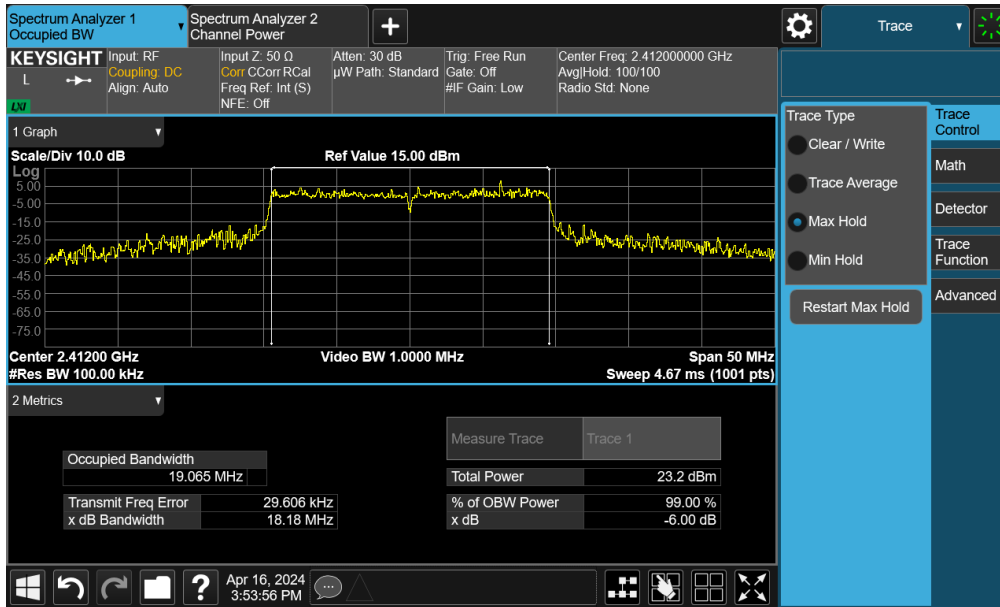 Spectrum Analyzer 1
Occupied BW
Spectrum Analyzer 2
Channel Power
Trace
KEYSIGHT
L
LXI
Input: RF
Coupling: DC
Align: Auto
Input Z: 50 Ω
Corr CCorr RCal
Freq Ref: Int (S)
NFE: Off
Atten: 30 dB
µW Path: Standard
Trig: Free Run
Gate: Off
#IF Gain: Low
Center Freq: 2.412000000 GHz
Avg|Hold: 100/100
Radio Std: None
1 Graph
Scale/Div 10.0 dB
Ref Value 15.00 dBm
Log
5.00
-5.00
-15.0
-25.0
-35.0
-45.0
-55.0
-65.0
-75.0
Center 2.41200 GHz
Video BW 1.0000 MHz
Span 50 MHz
#Res BW 100.00 kHz
Sweep 4.67 ms (1001 pts)
2 Metrics
Measure Trace
Trace 1
Occupied Bandwidth
19.065 MHz
Total Power
23.2 dBm
Transmit Freq Error
29.606 kHz
% of OBW Power
99.00 %
x dB Bandwidth
18.18 MHz
x dB
-6.00 dB
Trace Type
Clear / Write
Trace Average
Max Hold
Min Hold
Restart Max Hold
Trace
Control
Math
Detector
Trace
Function
Advanced
?
Apr 16, 2024
3:53:56 PM